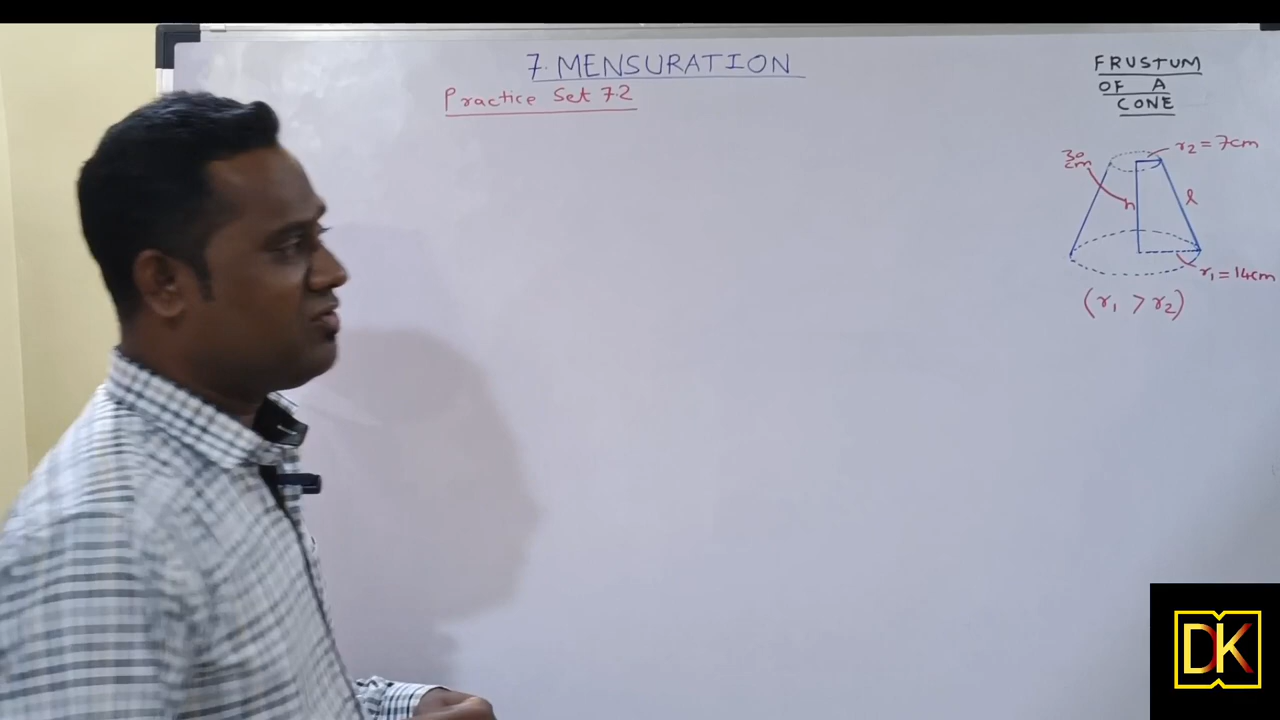 7. MENSURATION
Practice Set 7.2
FRUSTUM
OF A
CONE
r₂ = 7cm
30
cm
h
l
r₁ = 14cm
(r₁ > r₂)
DK